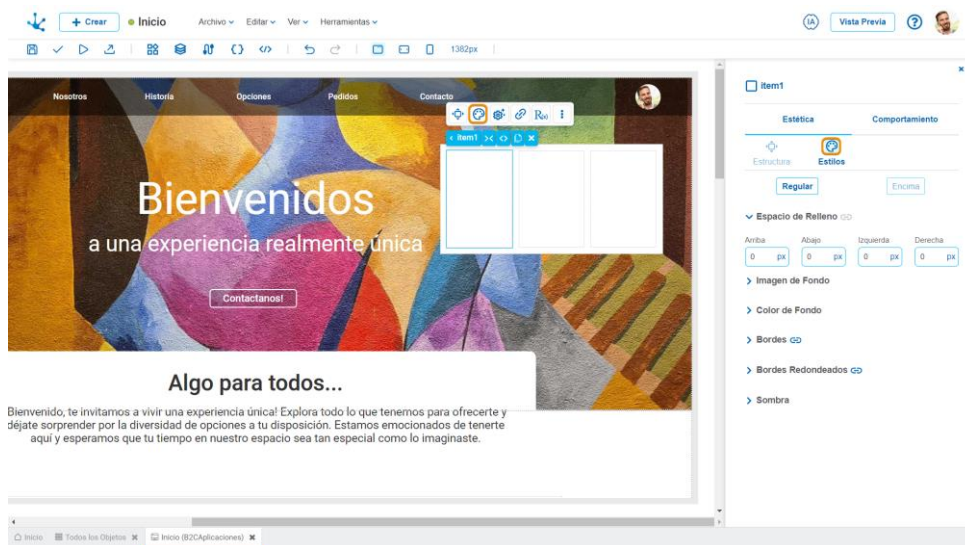 + Crear
Inicio
Archivo
Editar
Ver
Herramientas
IA
Vista Previa
?
1382px
Nosotros
Historia
Opciones
Pedidos
Contacto
R(x)
Item1
Bienvenidos
a una experiencia realmente única
Contactanos!
Algo para todos...
Bienvenido, te invitamos a vivir una experiencia única! Explora todo lo que tenemos para ofrecerte y
déjate sorprender por la diversidad de opciones a tu disposición. Estamos emocionados de tenerte
aquí y esperamos que tu tiempo en nuestro espacio sea tan especial como lo imaginaste.
Item1
Estética
Comportamiento
Estructura
Estilos
Regular
Encima
Espacio de Relleno
Arriba
Abajo
Izquierda
Derecha
0 px
0 px
0 px
0 px
Imagen de Fondo
Color de Fondo
Bordes
Bordes Redondeados
Sombra
Inicio
Todos los Objetos
Inicio (B2CAplicaciones)